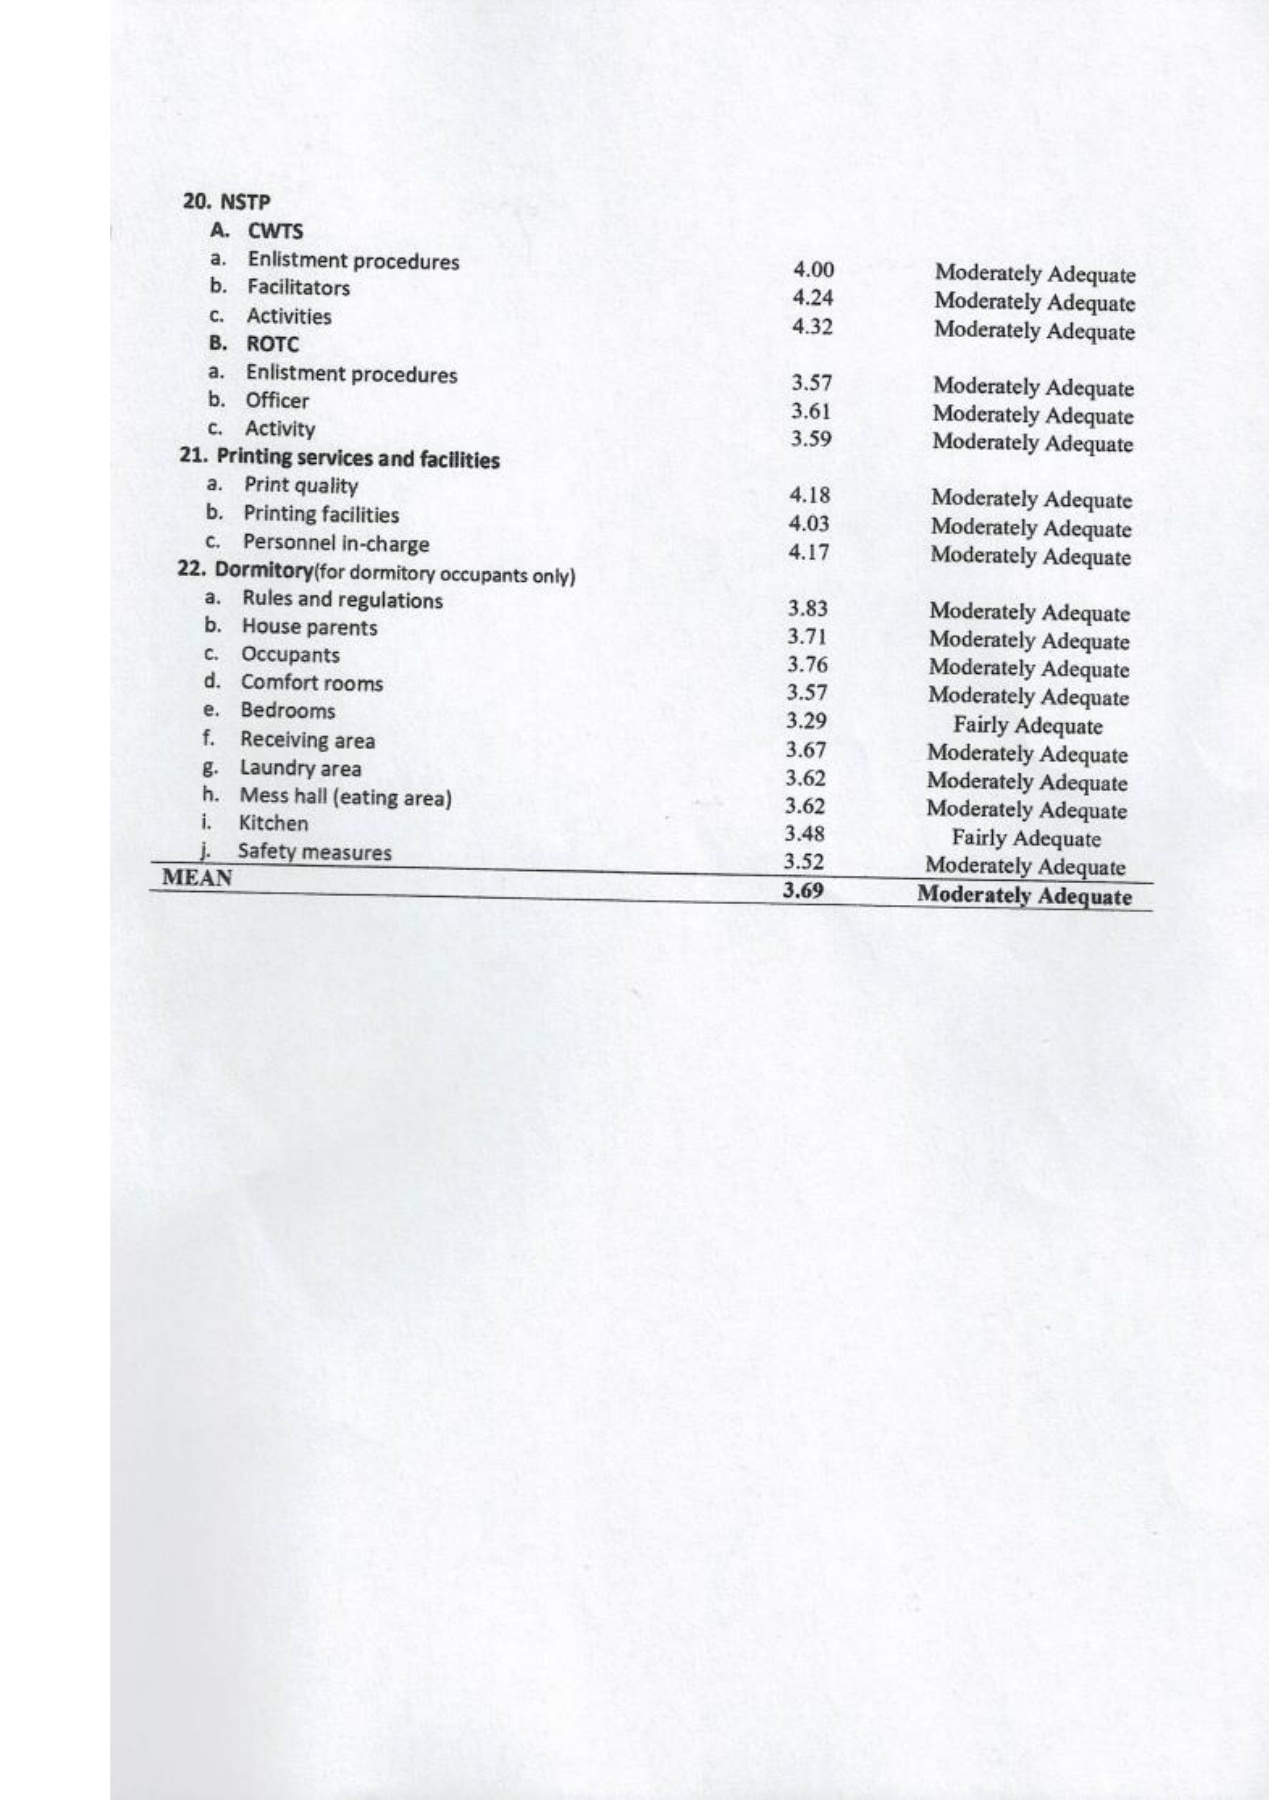 20. NSTP
A. CWTS
a. Enlistment procedures 4.00 Moderately Adequate
b. Facilitators 4.24 Moderately Adequate
c. Activities 4.32 Moderately Adequate
B. ROTC
a. Enlistment procedures 3.57 Moderately Adequate
b. Officer 3.61 Moderately Adequate
c. Activity 3.59 Moderately Adequate
21. Printing services and facilities
a. Print quality 4.18 Moderately Adequate
b. Printing facilities 4.03 Moderately Adequate
c. Personnel in-charge 4.17 Moderately Adequate
22. Dormitory(for dormitory occupants only)
a. Rules and regulations 3.83 Moderately Adequate
b. House parents 3.71 Moderately Adequate
c. Occupants 3.76 Moderately Adequate
d. Comfort rooms 3.57 Moderately Adequate
e. Bedrooms 3.29 Fairly Adequate
f. Receiving area 3.67 Moderately Adequate
g. Laundry area 3.62 Moderately Adequate
h. Mess hall (eating area) 3.62 Moderately Adequate
i. Kitchen 3.48 Fairly Adequate
j. Safety measures 3.52 Moderately Adequate
MEAN 3.69 Moderately Adequate